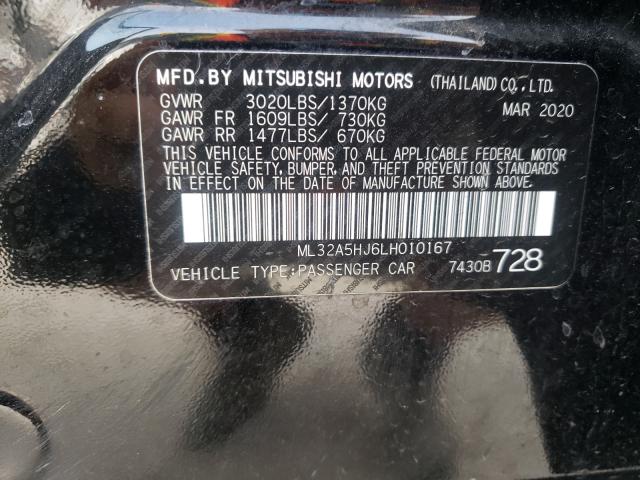 MFD.BY MITSUBISHI MOTORS (THAILAND) CO.,LTD.
GVWR 3020LBS/1370KG MAR 2020
GAWR FR 1609LBS/ 730KG
GAWR RR 1477LBS/ 670KG
THIS VEHICLE CONFORMS TO ALL APPLICABLE FEDERAL MOTOR
VEHICLE SAFETY, BUMPER, AND THEFT PREVENTION STANDARDS
IN EFFECT ON THE DATE OF MANUFACTURE SHOWN ABOVE.
ML32A5HJ6LH010167
VEHICLE TYPE:PASSENGER CAR 7430B 728